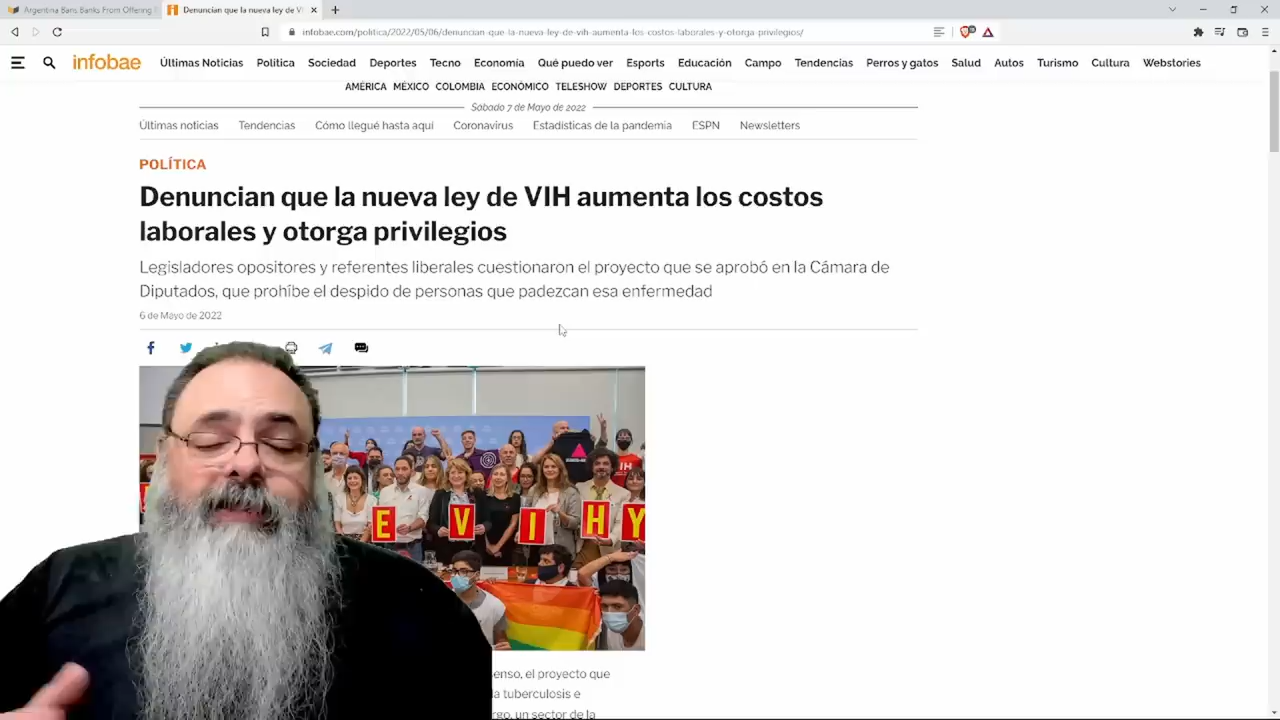 Argentina Bans Banks From Offering
Denuncian que la nueva ley de VI
infobae.com/politica/2022/05/06/denuncian-que-la-nueva-ley-de-vih-aumenta-los-costos-laborales-y-otorga-privilegios/
infobae Últimas Noticias Política Sociedad Deportes Tecno Economía Qué puedo ver Esports Educación Campo Tendencias Perros y gatos Salud Autos Turismo Cultura Webstories
AMÉRICA MÉXICO COLOMBIA ECONÓMICO TELESHOW DEPORTES CULTURA
Sábado 7 de Mayo de 2022
Últimas noticias Tendencias Cómo llegué hasta aquí Coronavirus Estadísticas de la pandemia ESPN Newsletters
POLÍTICA
Denuncian que la nueva ley de VIH aumenta los costos
laborales y otorga privilegios
Legisladores opositores y referentes liberales cuestionaron el proyecto que se aprobó en la Cámara de
Diputados, que prohíbe el despido de personas que padezcan esa enfermedad
6 de Mayo de 2022
E V I H Y
enso, el proyecto que
la tuberculosis e
rgo, un sector de la